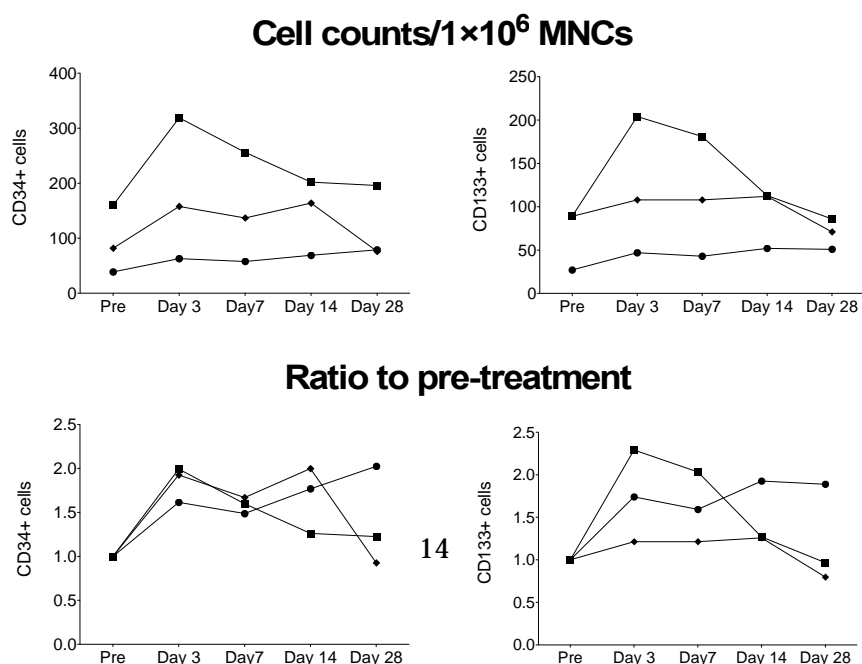 Cell counts/1×10⁶ MNCs
CD34+ cells
400
300
200
100
0
Pre Day 3 Day7 Day 14 Day 28
CD133+ cells
250
200
150
100
50
0
Pre Day 3 Day7 Day 14 Day 28
Ratio to pre-treatment
CD34+ cells
2.5
2.0
1.5
1.0
0.5
0.0
Pre Day 3 Day7 Day 14 Day 28
14
CD133+ cells
2.5
2.0
1.5
1.0
0.5
0.0
Pre Day 3 Day7 Day 14 Day 28